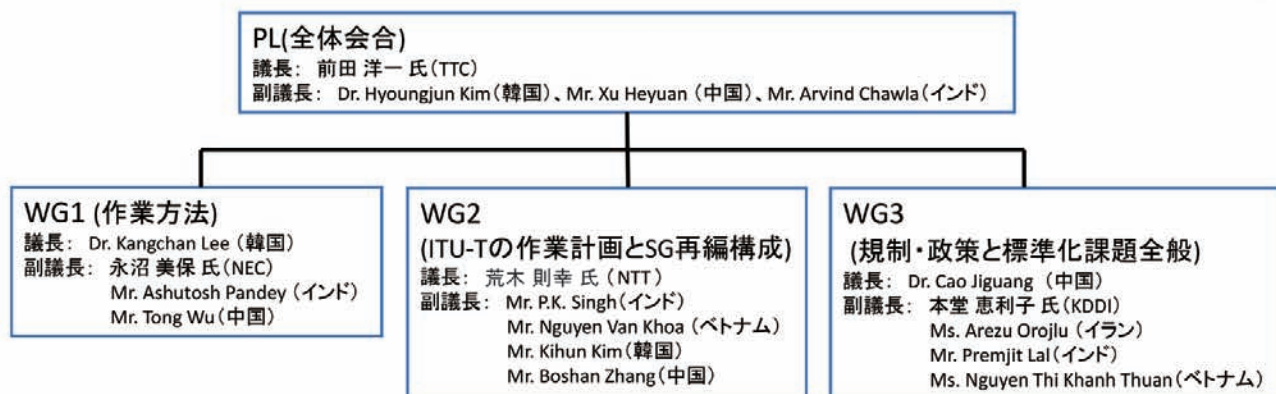 PL(全体会合)
議長： 前田 洋一 氏（TTC）
副議長： Dr. Hyoungjun Kim（韓国）、Mr. Xu Heyuan （中国）、Mr. Arvind Chawla（インド）
WG1 (作業方法)
議長： Dr. Kangchan Lee （韓国）
副議長： 永沼 美保 氏（NEC）
Mr. Ashutosh Pandey （インド）
Mr. Tong Wu（中国）
WG2
(ITU-Tの作業計画とSG再編構成)
議長： 荒木 則幸 氏 （NTT）
副議長： Mr. P.K. Singh（インド）
Mr. Nguyen Van Khoa （ベトナム）
Mr. Kihun Kim（韓国）
Mr. Boshan Zhang（中国）
WG3
(規制・政策と標準化課題全般)
議長： Dr. Cao Jiguang （中国）
副議長： 本堂 恵利子 氏（KDDI）
Ms. Arezu Orojlu （イラン）
Mr. Premjit Lal（インド）
Ms. Nguyen Thi Khanh Thuan（ベトナム）